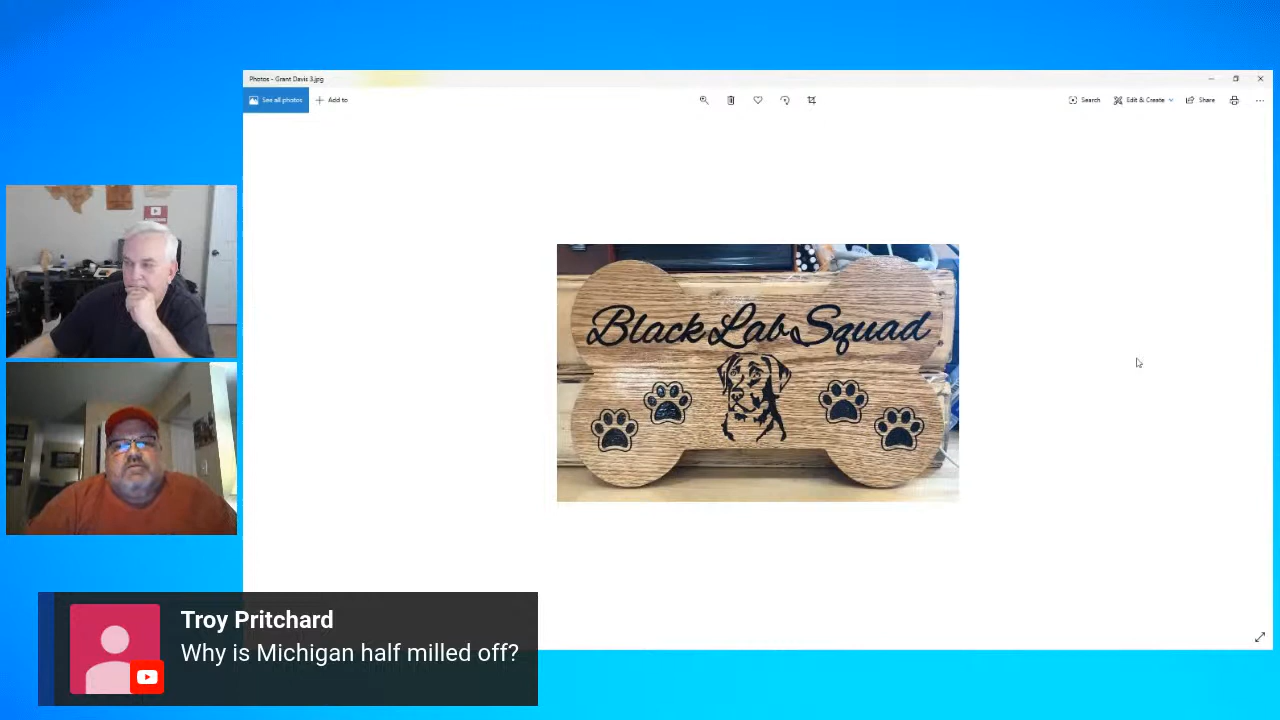 Photos - Grant Davis 3.jpg
See all photos
Add to
Search
Edit & Create
Share
Black Lab Squad
Troy Pritchard
Why is Michigan half milled off?